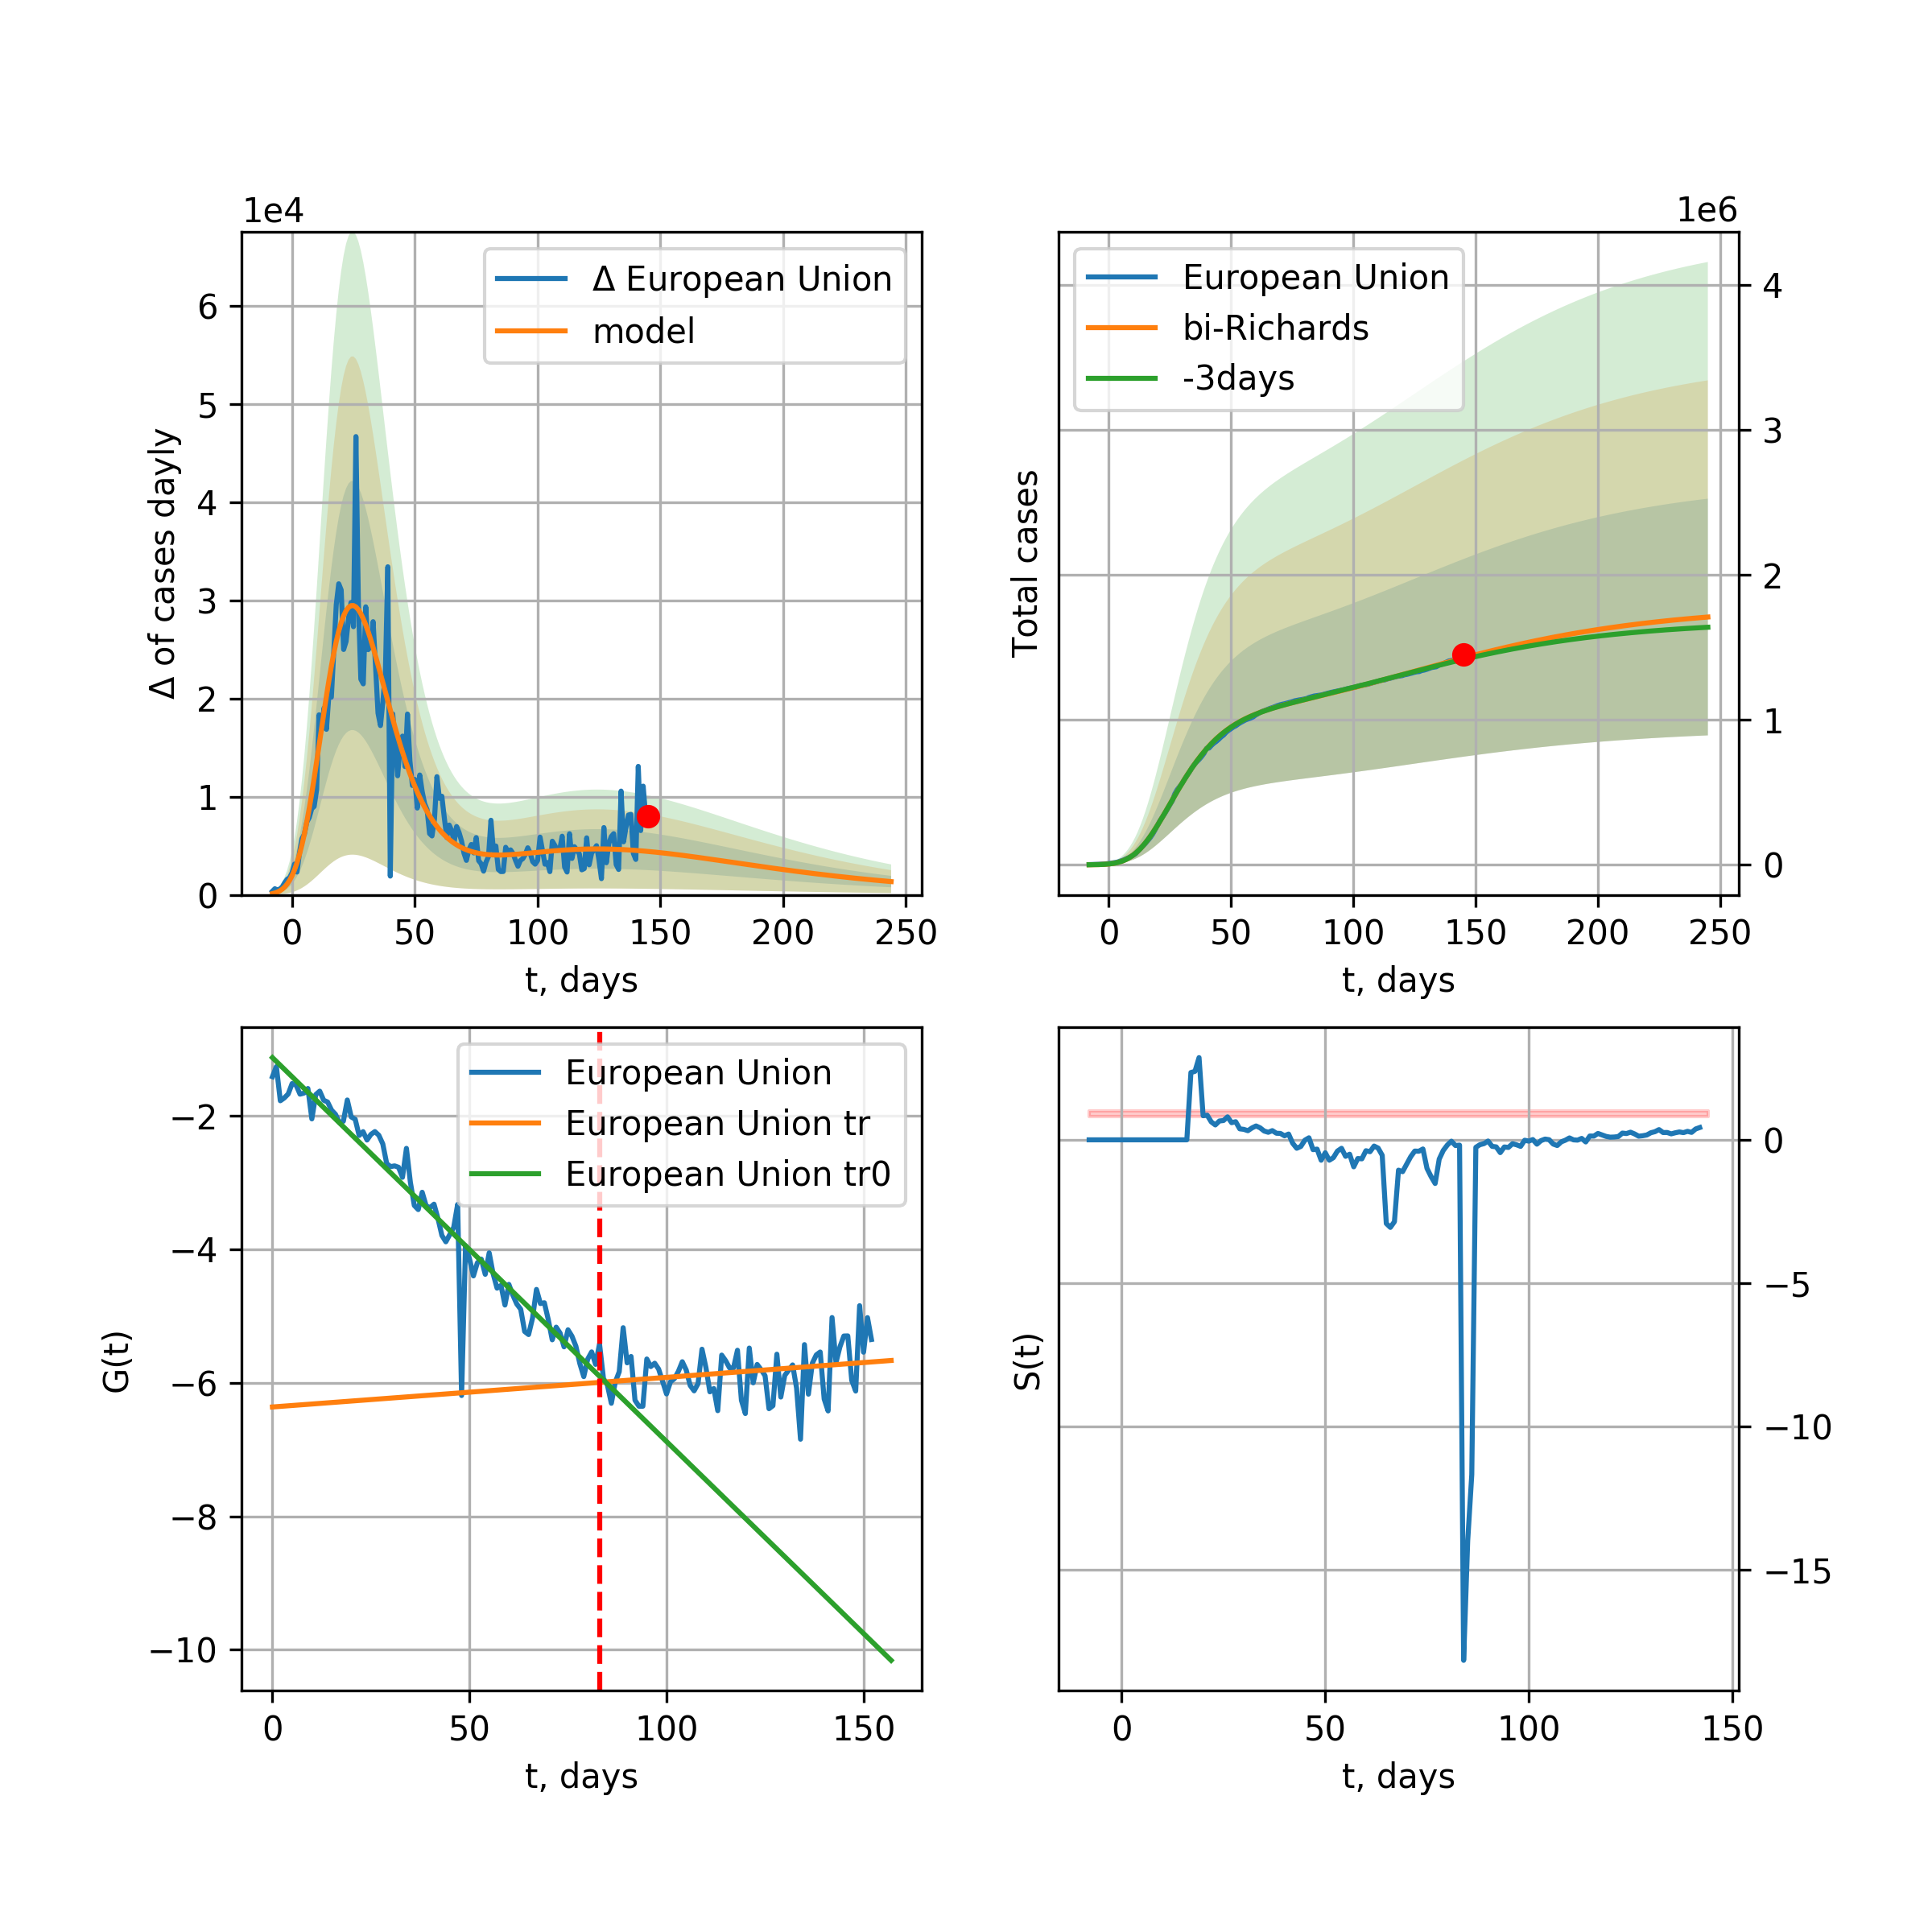 1e4
Δ of cases dayly
6
5
4
3
2
1
0
Δ European Union
model
0 50 100 150 200 250
t, days
1e6
Total cases
European Union
bi-Richards
-3days
4
3
2
1
0
0 50 100 150 200 250
t, days
G(t)
−2
−4
−6
−8
−10
European Union
European Union tr
European Union tr0
0 50 100 150
t, days
S(t)
0
−5
−10
−15
0 50 100 150
t, days